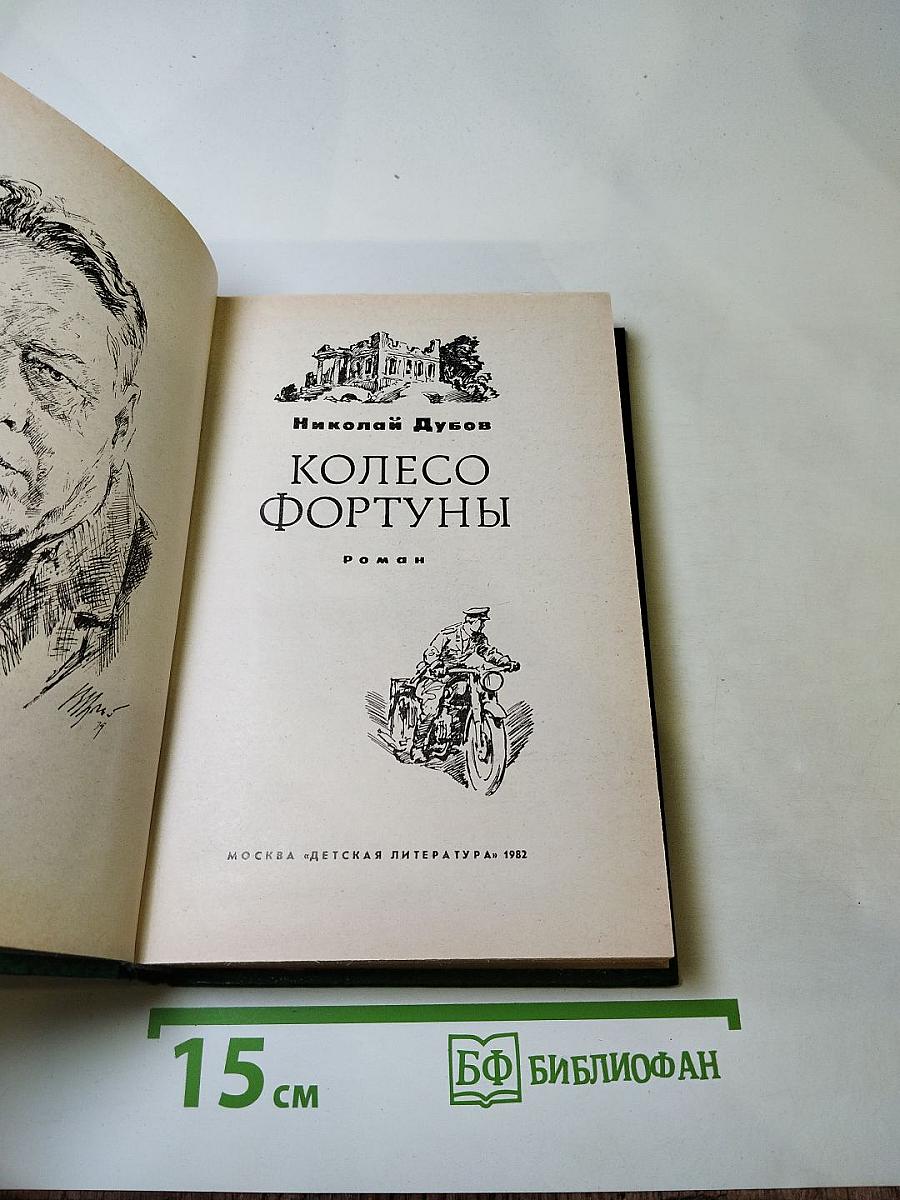 Николай Дубов
КОЛЕСО
ФОРТУНЫ
Роман
МОСКВА «ДЕТСКАЯ ЛИТЕРАТУРА» 1982
15 см
БФ БИБЛИОФАН